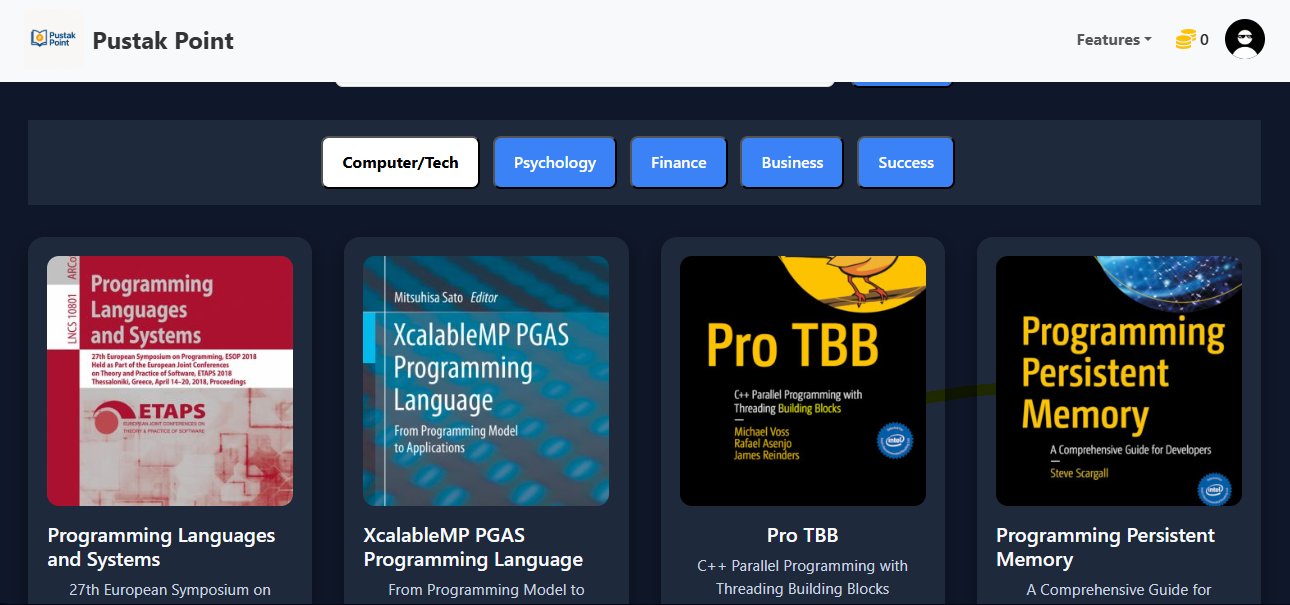 Pustak
Point
Pustak Point
Features
0
Computer/Tech
Psychology
Finance
Business
Success
LNCS 10801
ARCo
Programming
Languages
and Systems
27th European Symposium on Programming, ESOP 2018
Held as Part of the European Joint Conferences
on Theory and Practice of Software, ETAPS 2018
Thessaloniki, Greece, April 14–20, 2018, Proceedings
ETAPS
EUROPEAN JOINT CONFERENCES ON
THEORY & PRACTICE OF SOFTWARE
Programming Languages
and Systems
27th European Symposium on
Mitsuhisa Sato Editor
XcalableMP PGAS
Programming
Language
From Programming Model
to Applications
XcalableMP PGAS
Programming Language
From Programming Model to
Pro TBB
C++ Parallel Programming with
Threading Building Blocks
—
Michael Voss
Rafael Asenjo
James Reinders
intel
Pro TBB
C++ Parallel Programming with
Threading Building Blocks
Programming
Persistent
Memory
A Comprehensive Guide for Developers
—
Steve Scargall
intel
Programming Persistent
Memory
A Comprehensive Guide for